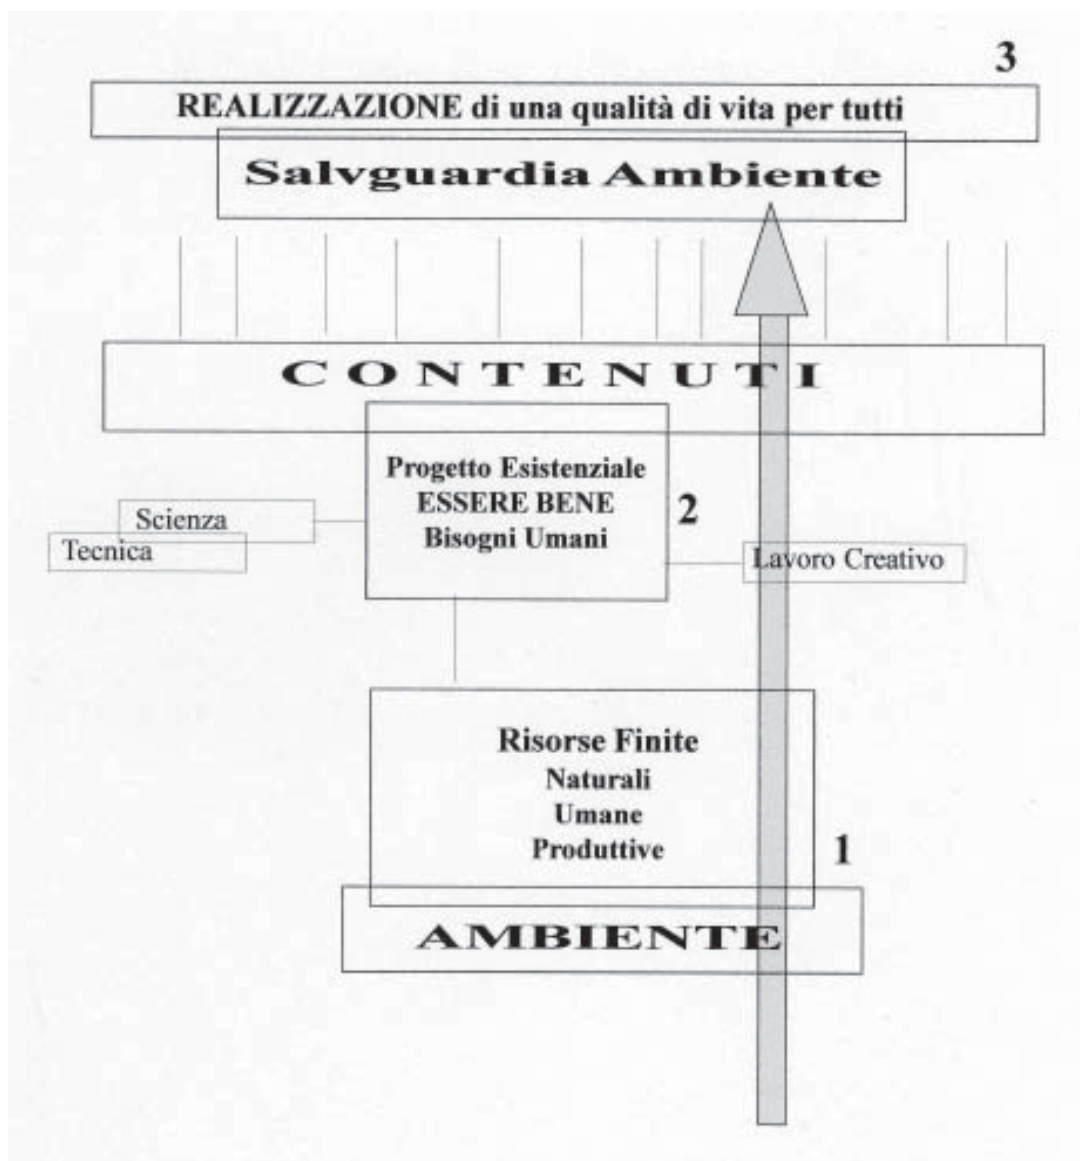 3
REALIZZAZIONE di una qualità di vita per tutti
Salvguardia Ambiente
CONTENUTI
Progetto Esistenziale
ESSERE BENE
Bisogni Umani
2
Scienza
Tecnica
Lavoro Creativo
Risorse Finite
Naturali
Umane
Produttive
1
AMBIENTE